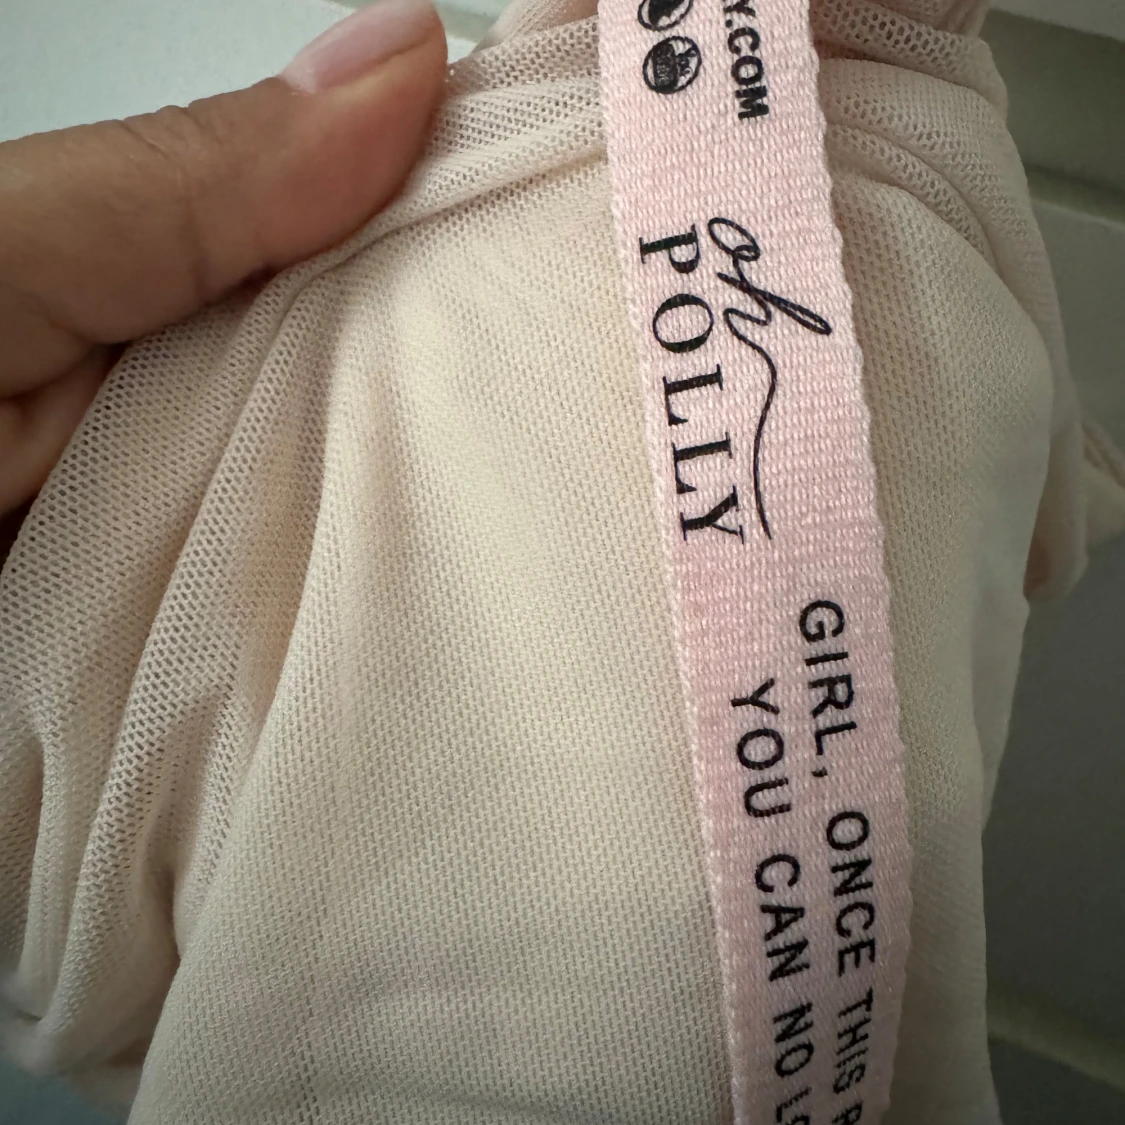 Y.COM
oh
POLLY
GIRL, ONCE THIS
YOU CAN NO